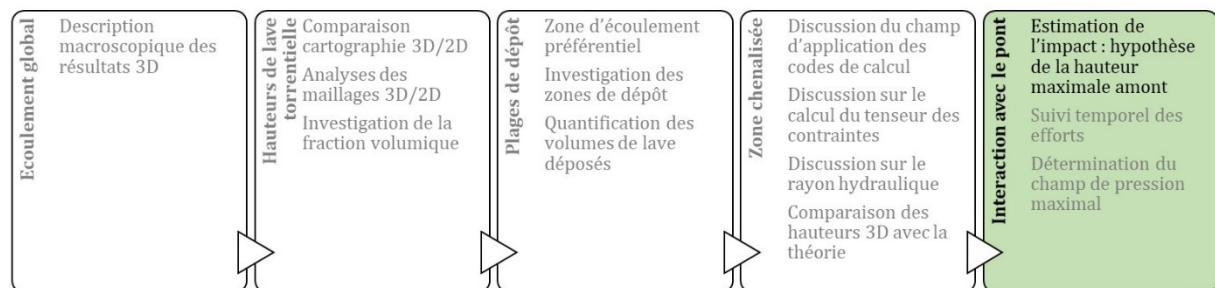 Ecoulement global
Description
macroscopique des
résultats 3D
Hauteurs de lave
torrentielle
Comparaison
cartographie 3D/2D
Analyses des
maillages 3D/2D
Investigation de la
fraction volumique
Plages de dépôt
Zone d'écoulement
préférentiel
Investigation des
zones de dépôt
Quantification des
volumes de lave
déposés
Zone chenalisée
Discussion du champ
d'application des
codes de calcul
Discussion sur le
calcul du tenseur des
contraintes
Discussion sur le
rayon hydraulique
Comparaison des
hauteurs 3D avec la
théorie
Interaction avec le pont
Estimation de
l'impact : hypothèse
de la hauteur
maximale amont
Suivi temporel des
efforts
Détermination du
champ de pression
maximal